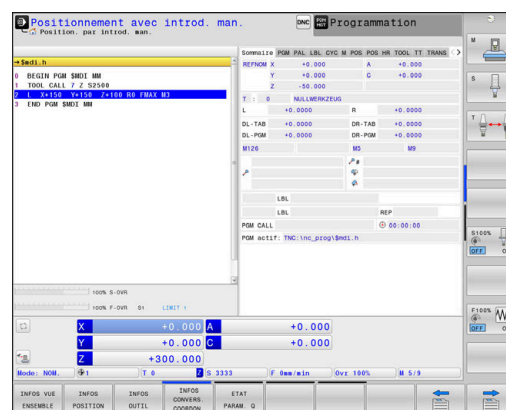 Positionnement avec introd. man.
Position. par introd. man.
DNC
Programmation
→$mdi.h
0 BEGIN PGM $MDI MM
1 TOOL CALL 7 Z S2500
2 L X+150 Y+150 Z+100 R0 FMAX M3
3 END PGM $MDI MM
100% S-OVR
100% F-OVR S1 LIMIT 1
Sommaire PGM PAL LBL CYC M POS POS HR TOOL TT TRANS
REFNOM X +0.000 A +0.000
Y +0.000 C +0.000
Z -50.000
T : 0 NULLWERKZEUG
L +0.0000 R +0.0000
DL-TAB +0.0000 DR-TAB +0.0000
DL-PGM +0.0000 DR-PGM +0.0000
M126 M5 M9
LBL
LBL REP
PGM CALL 00:00:00
PGM actif: TNC:\nc_prog\$mdi.h
X +0.000 A +0.000
Y +0.000 C +0.000
Z +300.000
Mode: NOM. 1 T 0 Z S 3333 F 0mm/min Ovr 100% M 5/9
INFOS VUE ENSEMBLE
INFOS POSITION
INFOS OUTIL
INFOS CONVERS. COORDON.
ETAT PARAM. Q
M
S
T
S100%
OFF
F100%
OFF